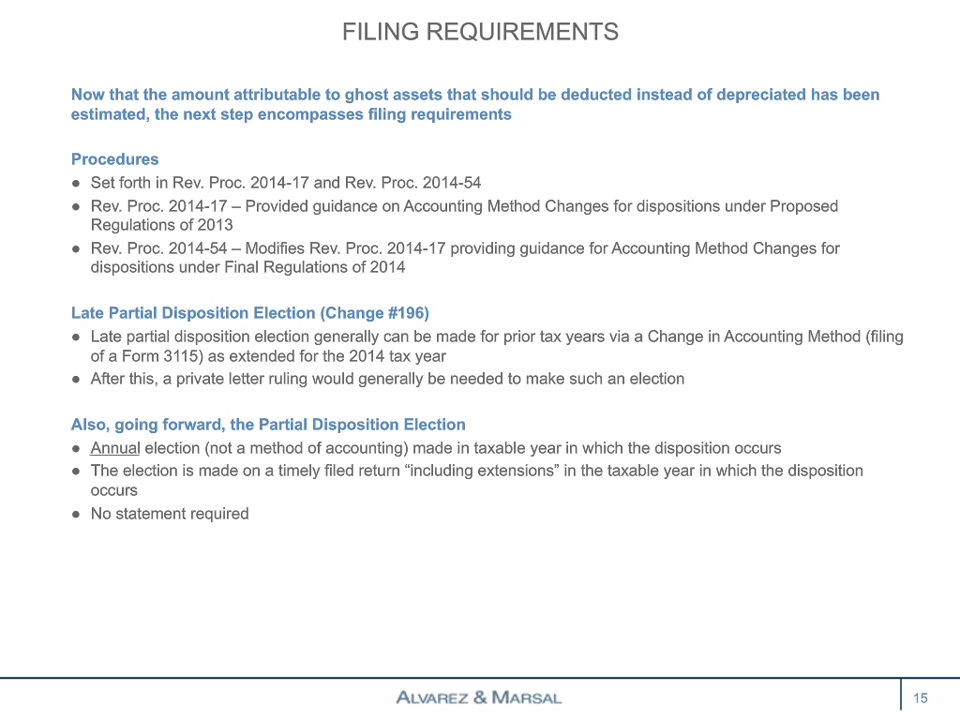 FILING REQUIREMENTS
Now that the amount attributable to ghost assets that should be deducted instead of depreciated has been
estimated, the next step encompasses filing requirements
Procedures
● Set forth in Rev. Proc. 2014-17 and Rev. Proc. 2014-54
● Rev. Proc. 2014-17 – Provided guidance on Accounting Method Changes for dispositions under Proposed
Regulations of 2013
● Rev. Proc. 2014-54 – Modifies Rev. Proc. 2014-17 providing guidance for Accounting Method Changes for
dispositions under Final Regulations of 2014
Late Partial Disposition Election (Change #196)
● Late partial disposition election generally can be made for prior tax years via a Change in Accounting Method (filing
of a Form 3115) as extended for the 2014 tax year
● After this, a private letter ruling would generally be needed to make such an election
Also, going forward, the Partial Disposition Election
● Annual election (not a method of accounting) made in taxable year in which the disposition occurs
● The election is made on a timely filed return “including extensions” in the taxable year in which the disposition
occurs
● No statement required
ALVAREZ & MARSAL
15